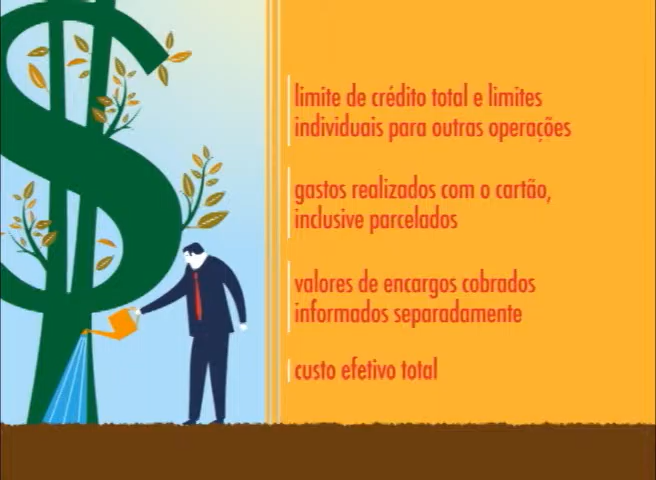 limite de crédito total e limites
individuais para outras operações
gastos realizados com o cartão,
inclusive parcelados
valores de encargos cobrados
informados separadamente
custo efetivo total